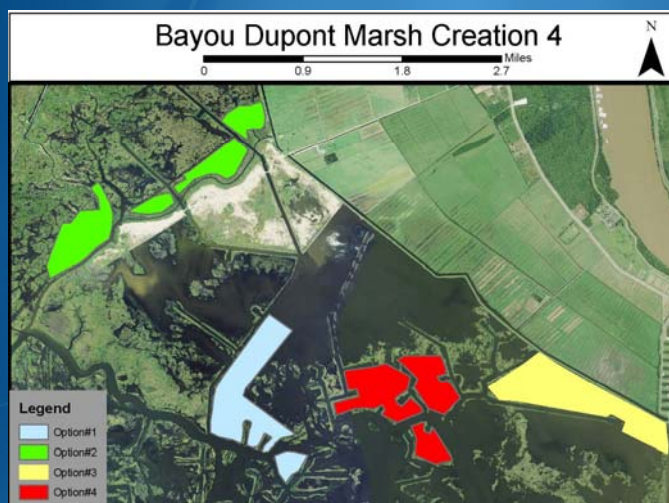 Bayou Dupont Marsh Creation 4
Miles
0 0.9 1.8 2.7
N
Legend
Option#1
Option#2
Option#3
Option#4